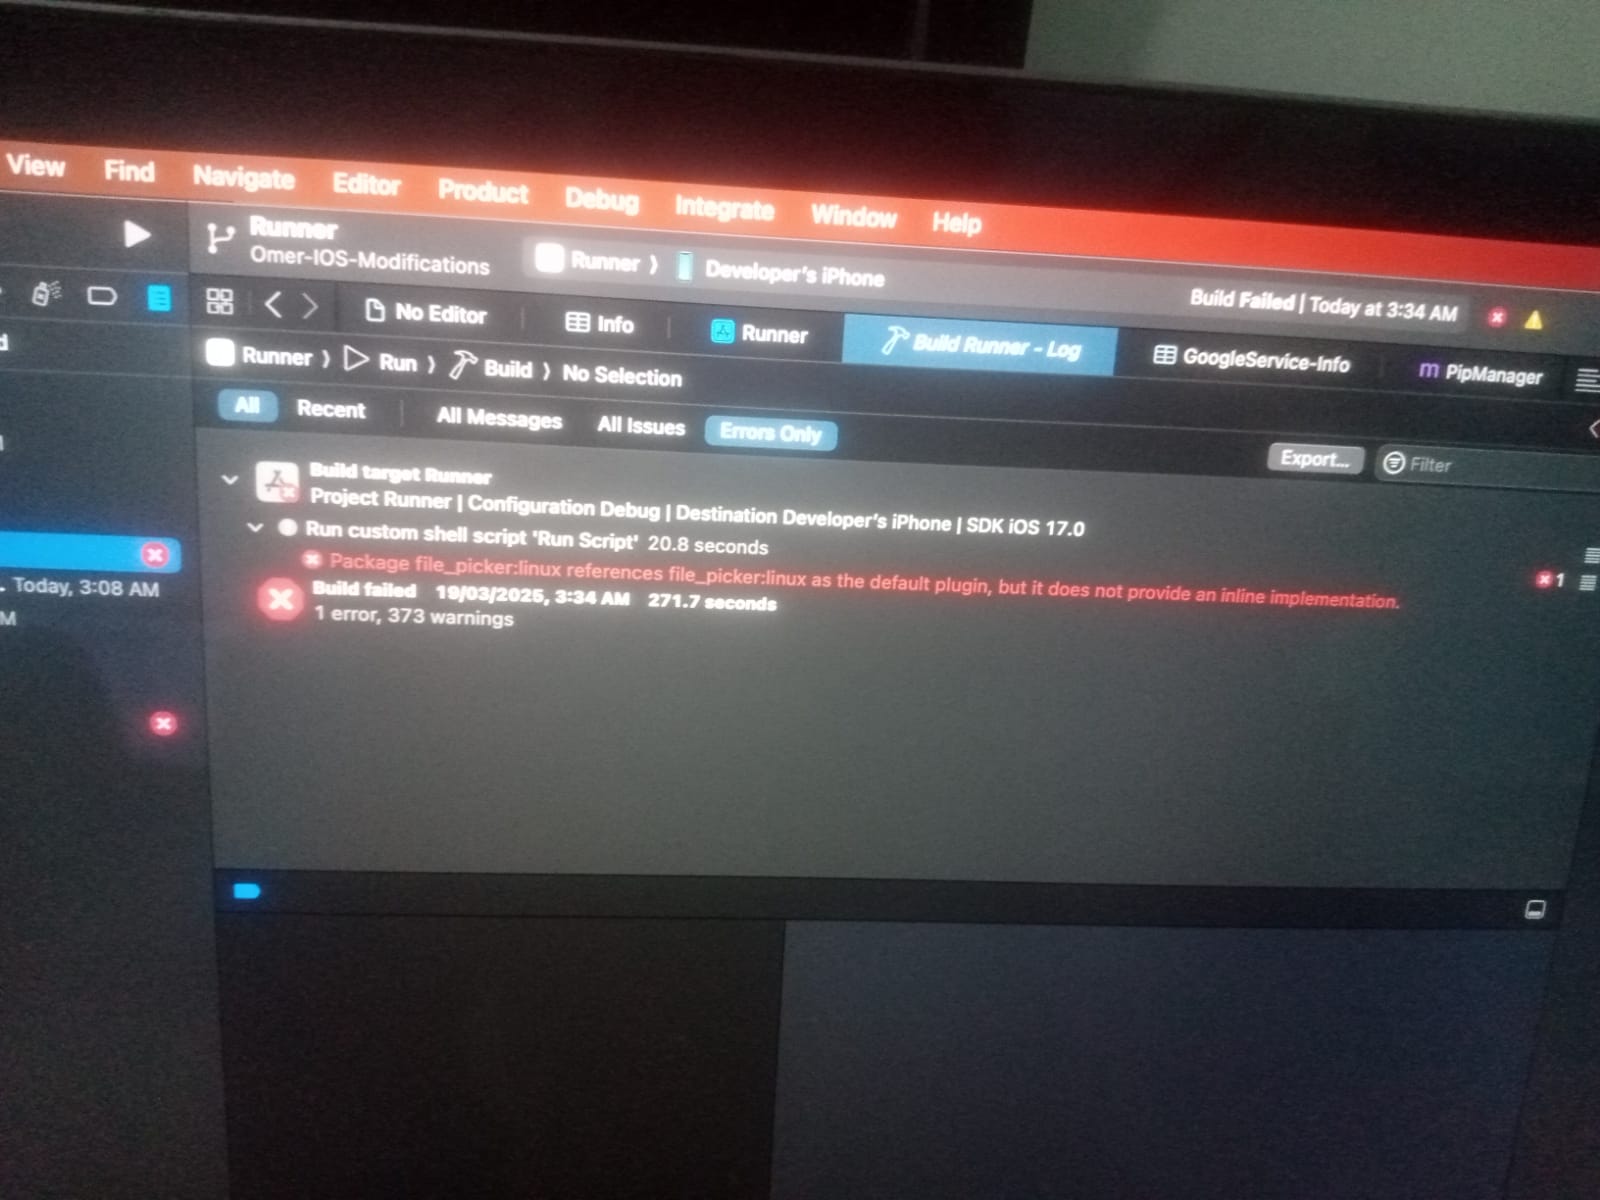 View Find Navigate Editor Product Debug Integrate Window Help
Runner
Omer-IOS-Modifications
Runner ⟩ Developer's iPhone
Build Failed | Today at 3:34 AM
No Editor Info Runner Build Runner - Log GoogleService-Info m PipManager
Runner ⟩ Run ⟩ Build ⟩ No Selection
All Recent All Messages All Issues Errors Only
Export... Filter
Build target Runner
Project Runner | Configuration Debug | Destination Developer's iPhone | SDK iOS 17.0
Run custom shell script 'Run Script' 20.8 seconds
Package file_picker:linux references file_picker:linux as the default plugin, but it does not provide an inline implementation.
1
Build failed 19/03/2025, 3:34 AM 271.7 seconds
1 error, 373 warnings
Today, 3:08 AM